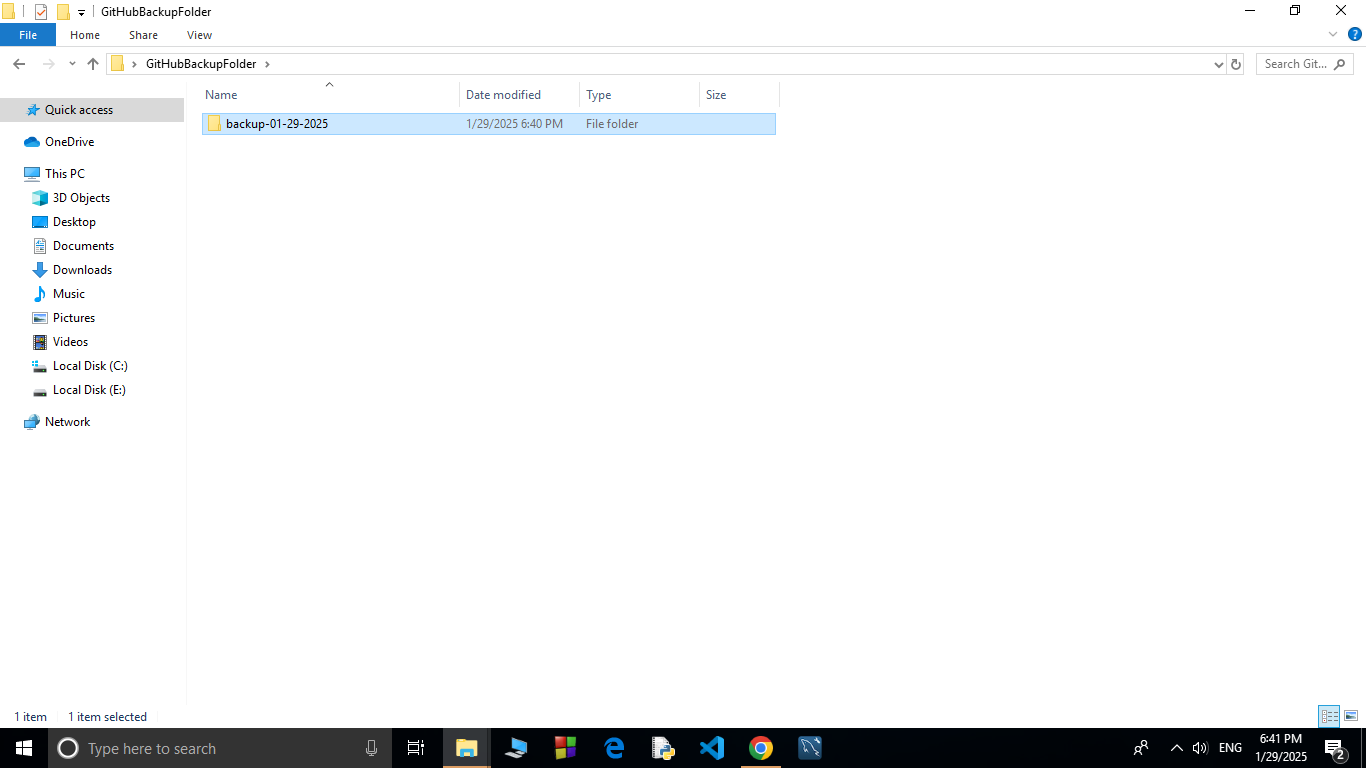 GitHubBackupFolder
File Home Share View
GitHubBackupFolder Search Git...
Name Date modified Type Size
Quick access
backup-01-29-2025 1/29/2025 6:40 PM File folder
OneDrive
This PC
3D Objects
Desktop
Documents
Downloads
Music
Pictures
Videos
Local Disk (C:)
Local Disk (E:)
Network
1 item 1 item selected
Type here to search ENG 6:41 PM
1/29/2025 2